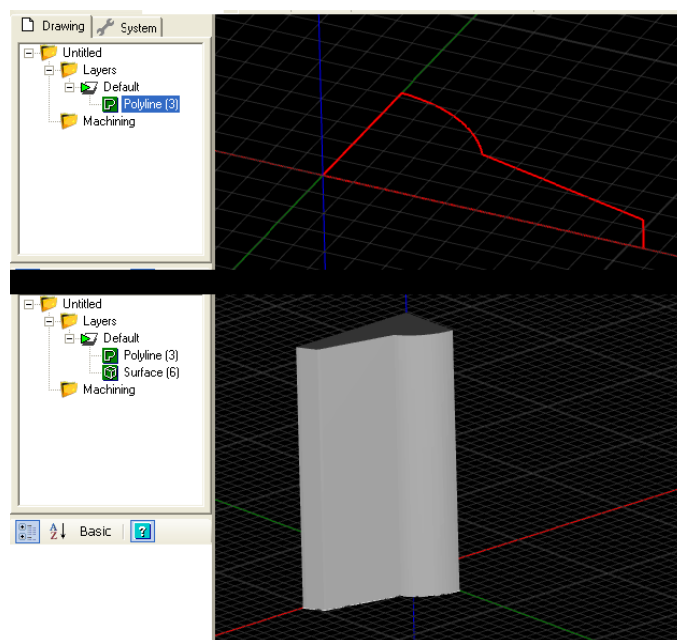 Drawing System
Untitled
Layers
Default
Polyline (3)
Machining
Untitled
Layers
Default
Polyline (3)
Surface (6)
Machining
A
Z Basic ?